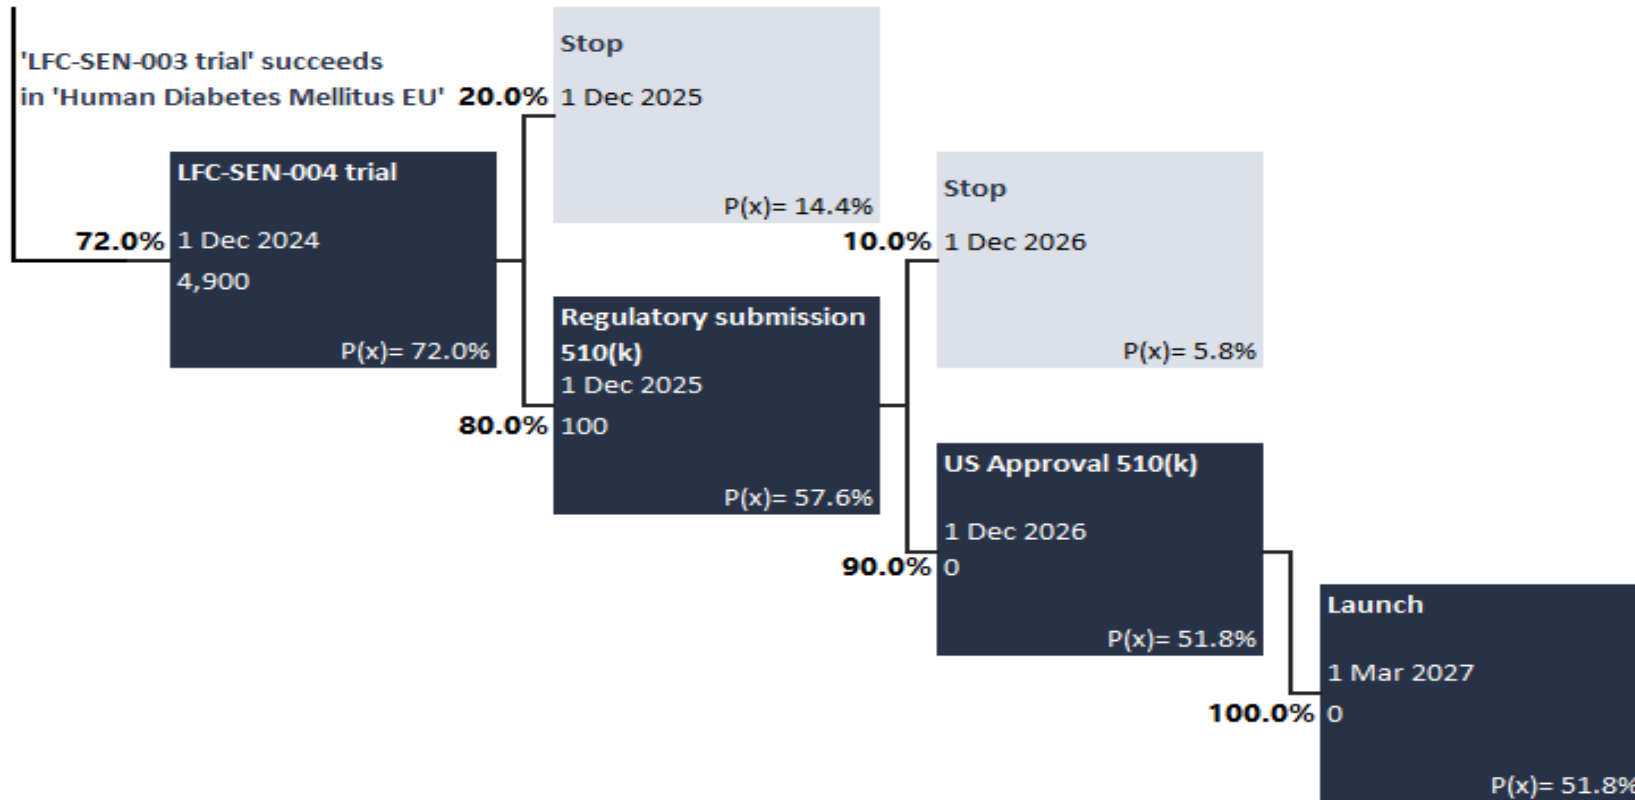 'LFC-SEN-003 trial' succeeds
in 'Human Diabetes Mellitus EU'
72.0%
LFC-SEN-004 trial
1 Dec 2024
4,900
P(x)= 72.0%
20.0%
Stop
1 Dec 2025
P(x)= 14.4%
80.0%
Regulatory submission
510(k)
1 Dec 2025
100
P(x)= 57.6%
10.0%
Stop
1 Dec 2026
P(x)= 5.8%
90.0%
US Approval 510(k)
1 Dec 2026
0
P(x)= 51.8%
100.0%
Launch
1 Mar 2027
0
P(x)= 51.8%